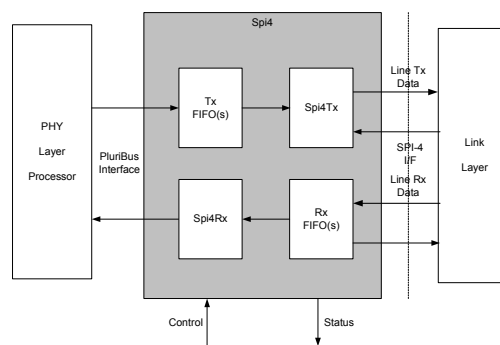 Spi4
PHY
Layer
Processor
PluriBus
Interface
Tx
FIFO(s)
Spi4Tx
Line Tx
Data
SPI-4
I/F
Line Rx
Data
Spi4Rx
Rx
FIFO(s)
Link
Layer
Control
Status